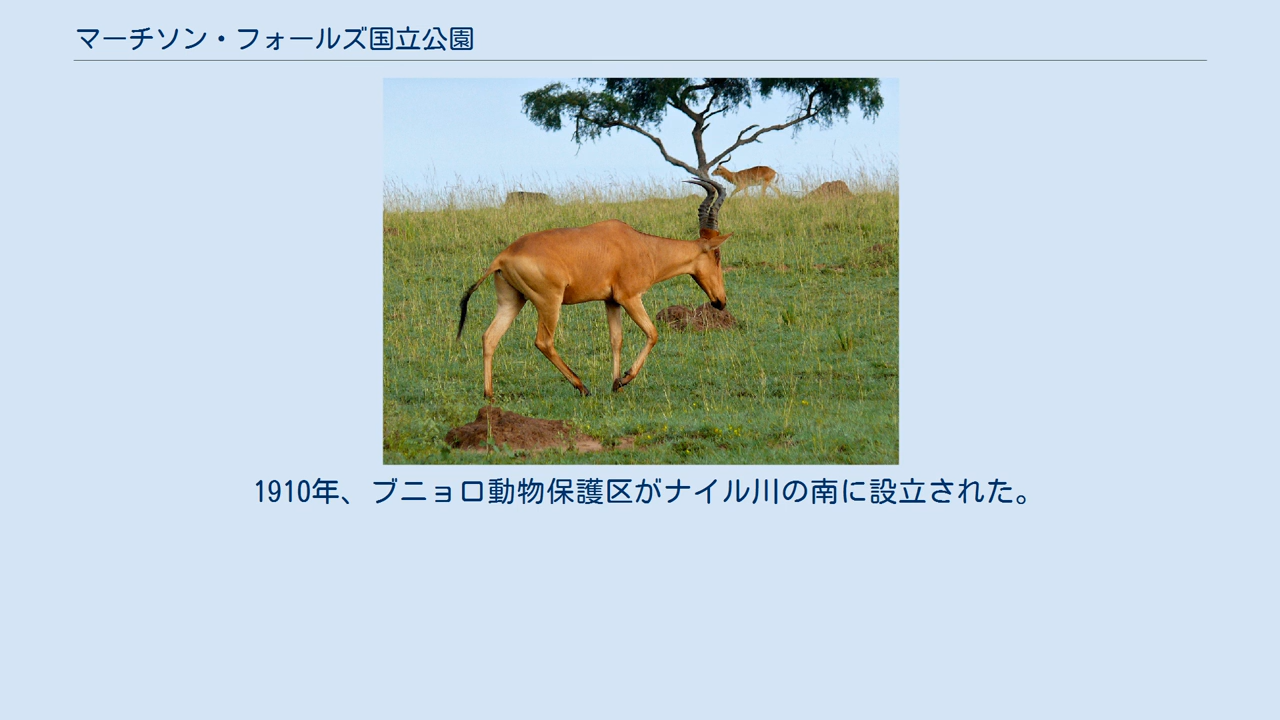 マーチソン・フォールズ国立公園
1910年、ブニョロ動物保護区がナイル川の南に設立された。